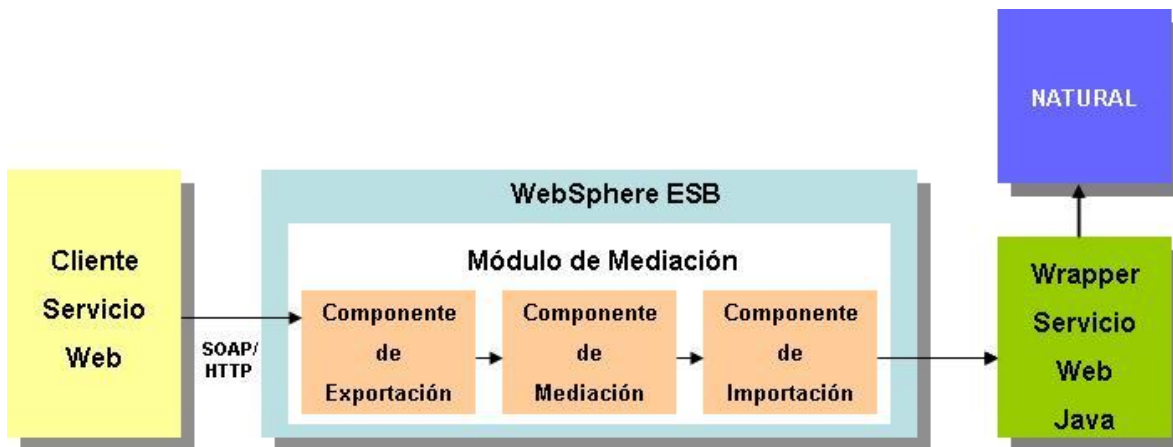 NATURAL
WebSphere ESB
Módulo de Mediación
Cliente
Servicio
Web
SOAP/
HTTP
Componente
de
Exportación
Componente
de
Mediación
Componente
de
Importación
Wrapper
Servicio
Web
Java